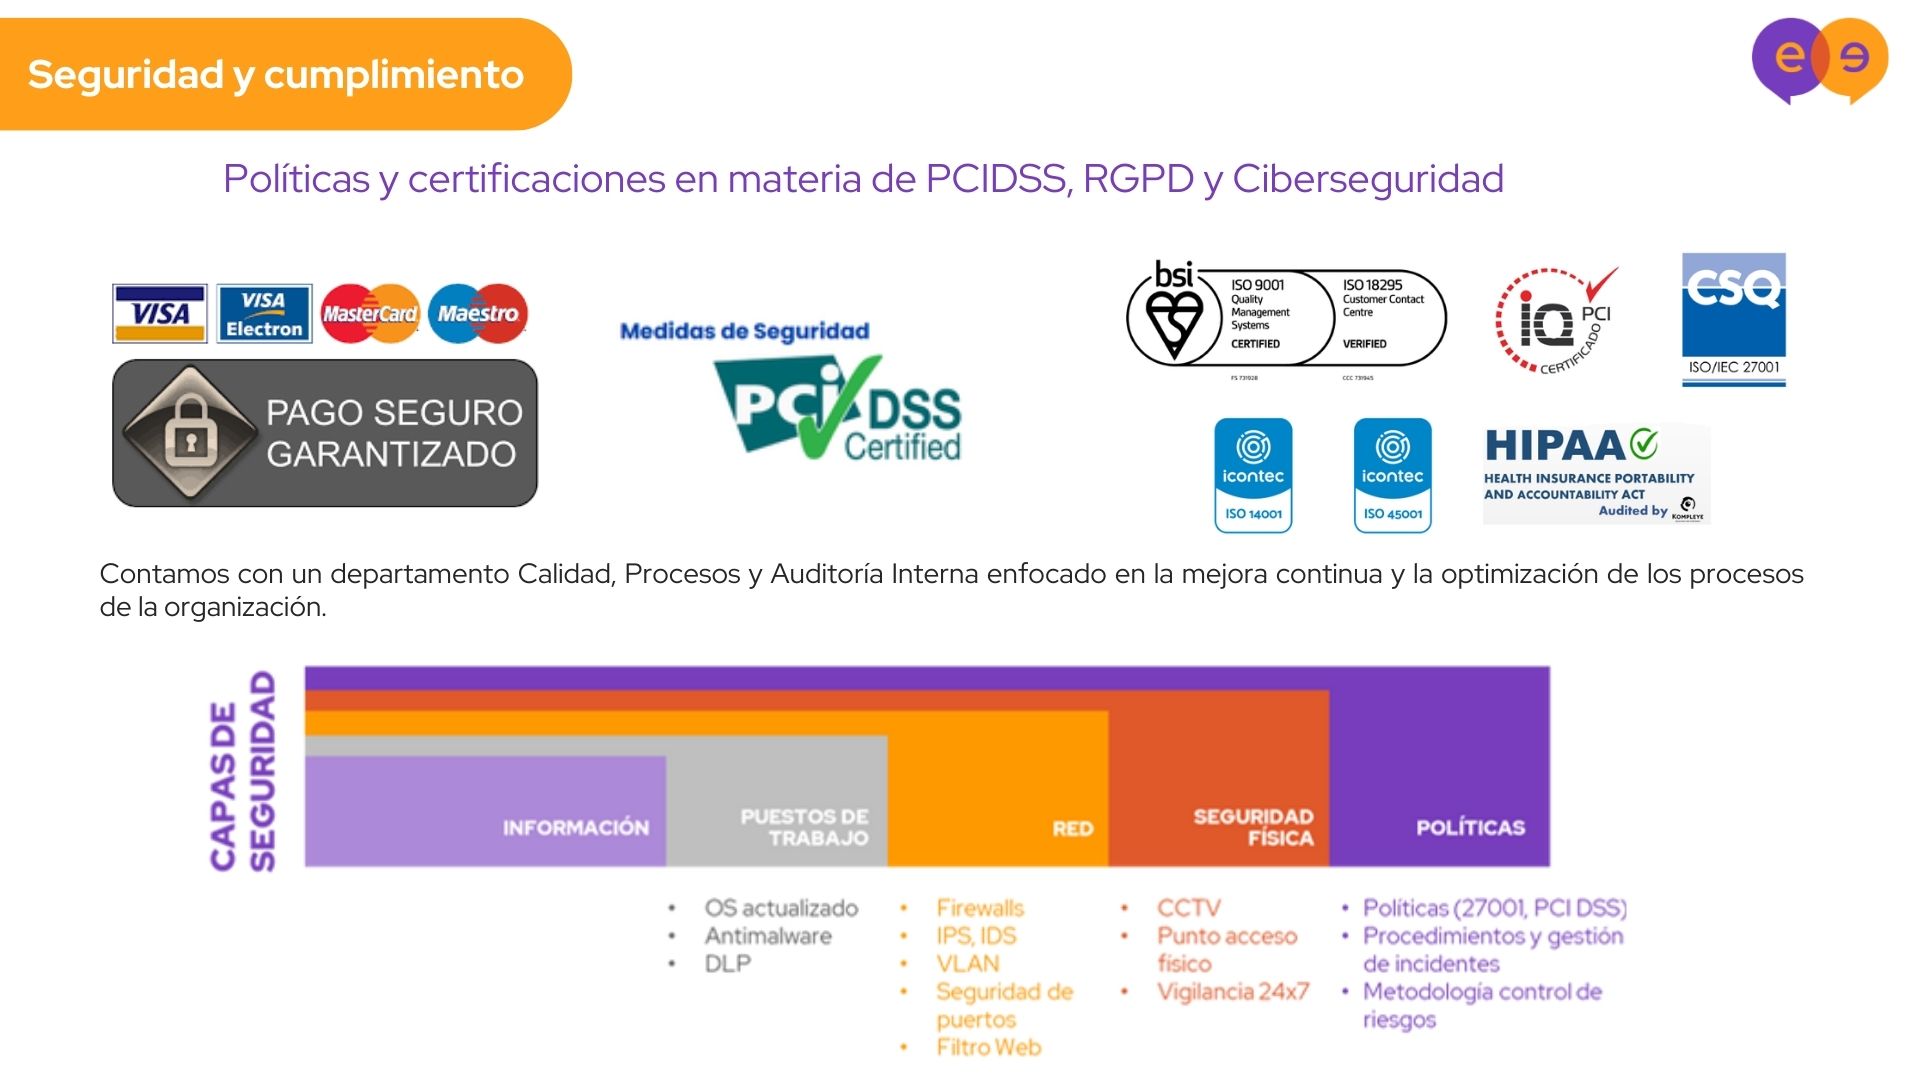 Seguridad y cumplimiento
e e
Políticas y certificaciones en materia de PCIDSS, RGPD y Ciberseguridad
VISA
VISA
Electron
MasterCard
Maestro
PAGO SEGURO
GARANTIZADO
Medidas de Seguridad
PCi DSS
Certified
bsi
ISO 9001
Quality
Management
Systems
CERTIFIED
FS 731928
ISO 18295
Customer Contact
Centre
VERIFIED
CCC 731945
iQ PCI
CERTIFICADO
CSQ
ISO/IEC 27001
icontec
ISO 14001
icontec
ISO 45001
HIPAA
HEALTH INSURANCE PORTABILITY
AND ACCOUNTABILITY ACT
Audited by
KOMPLEYE
Contamos con un departamento Calidad, Procesos y Auditoría Interna enfocado en la mejora continua y la optimización de los procesos
de la organización.
CAPAS DE
SEGURIDAD
INFORMACIÓN
PUESTOS DE
TRABAJO
RED
SEGURIDAD
FÍSICA
POLÍTICAS
• OS actualizado
• Antimalware
• DLP
• Firewalls
• IPS, IDS
• VLAN
• Seguridad de
puertos
• Filtro Web
• CCTV
• Punto acceso
físico
• Vigilancia 24x7
• Políticas (27001, PCI DSS)
• Procedimientos y gestión
de incidentes
• Metodología control de
riesgos